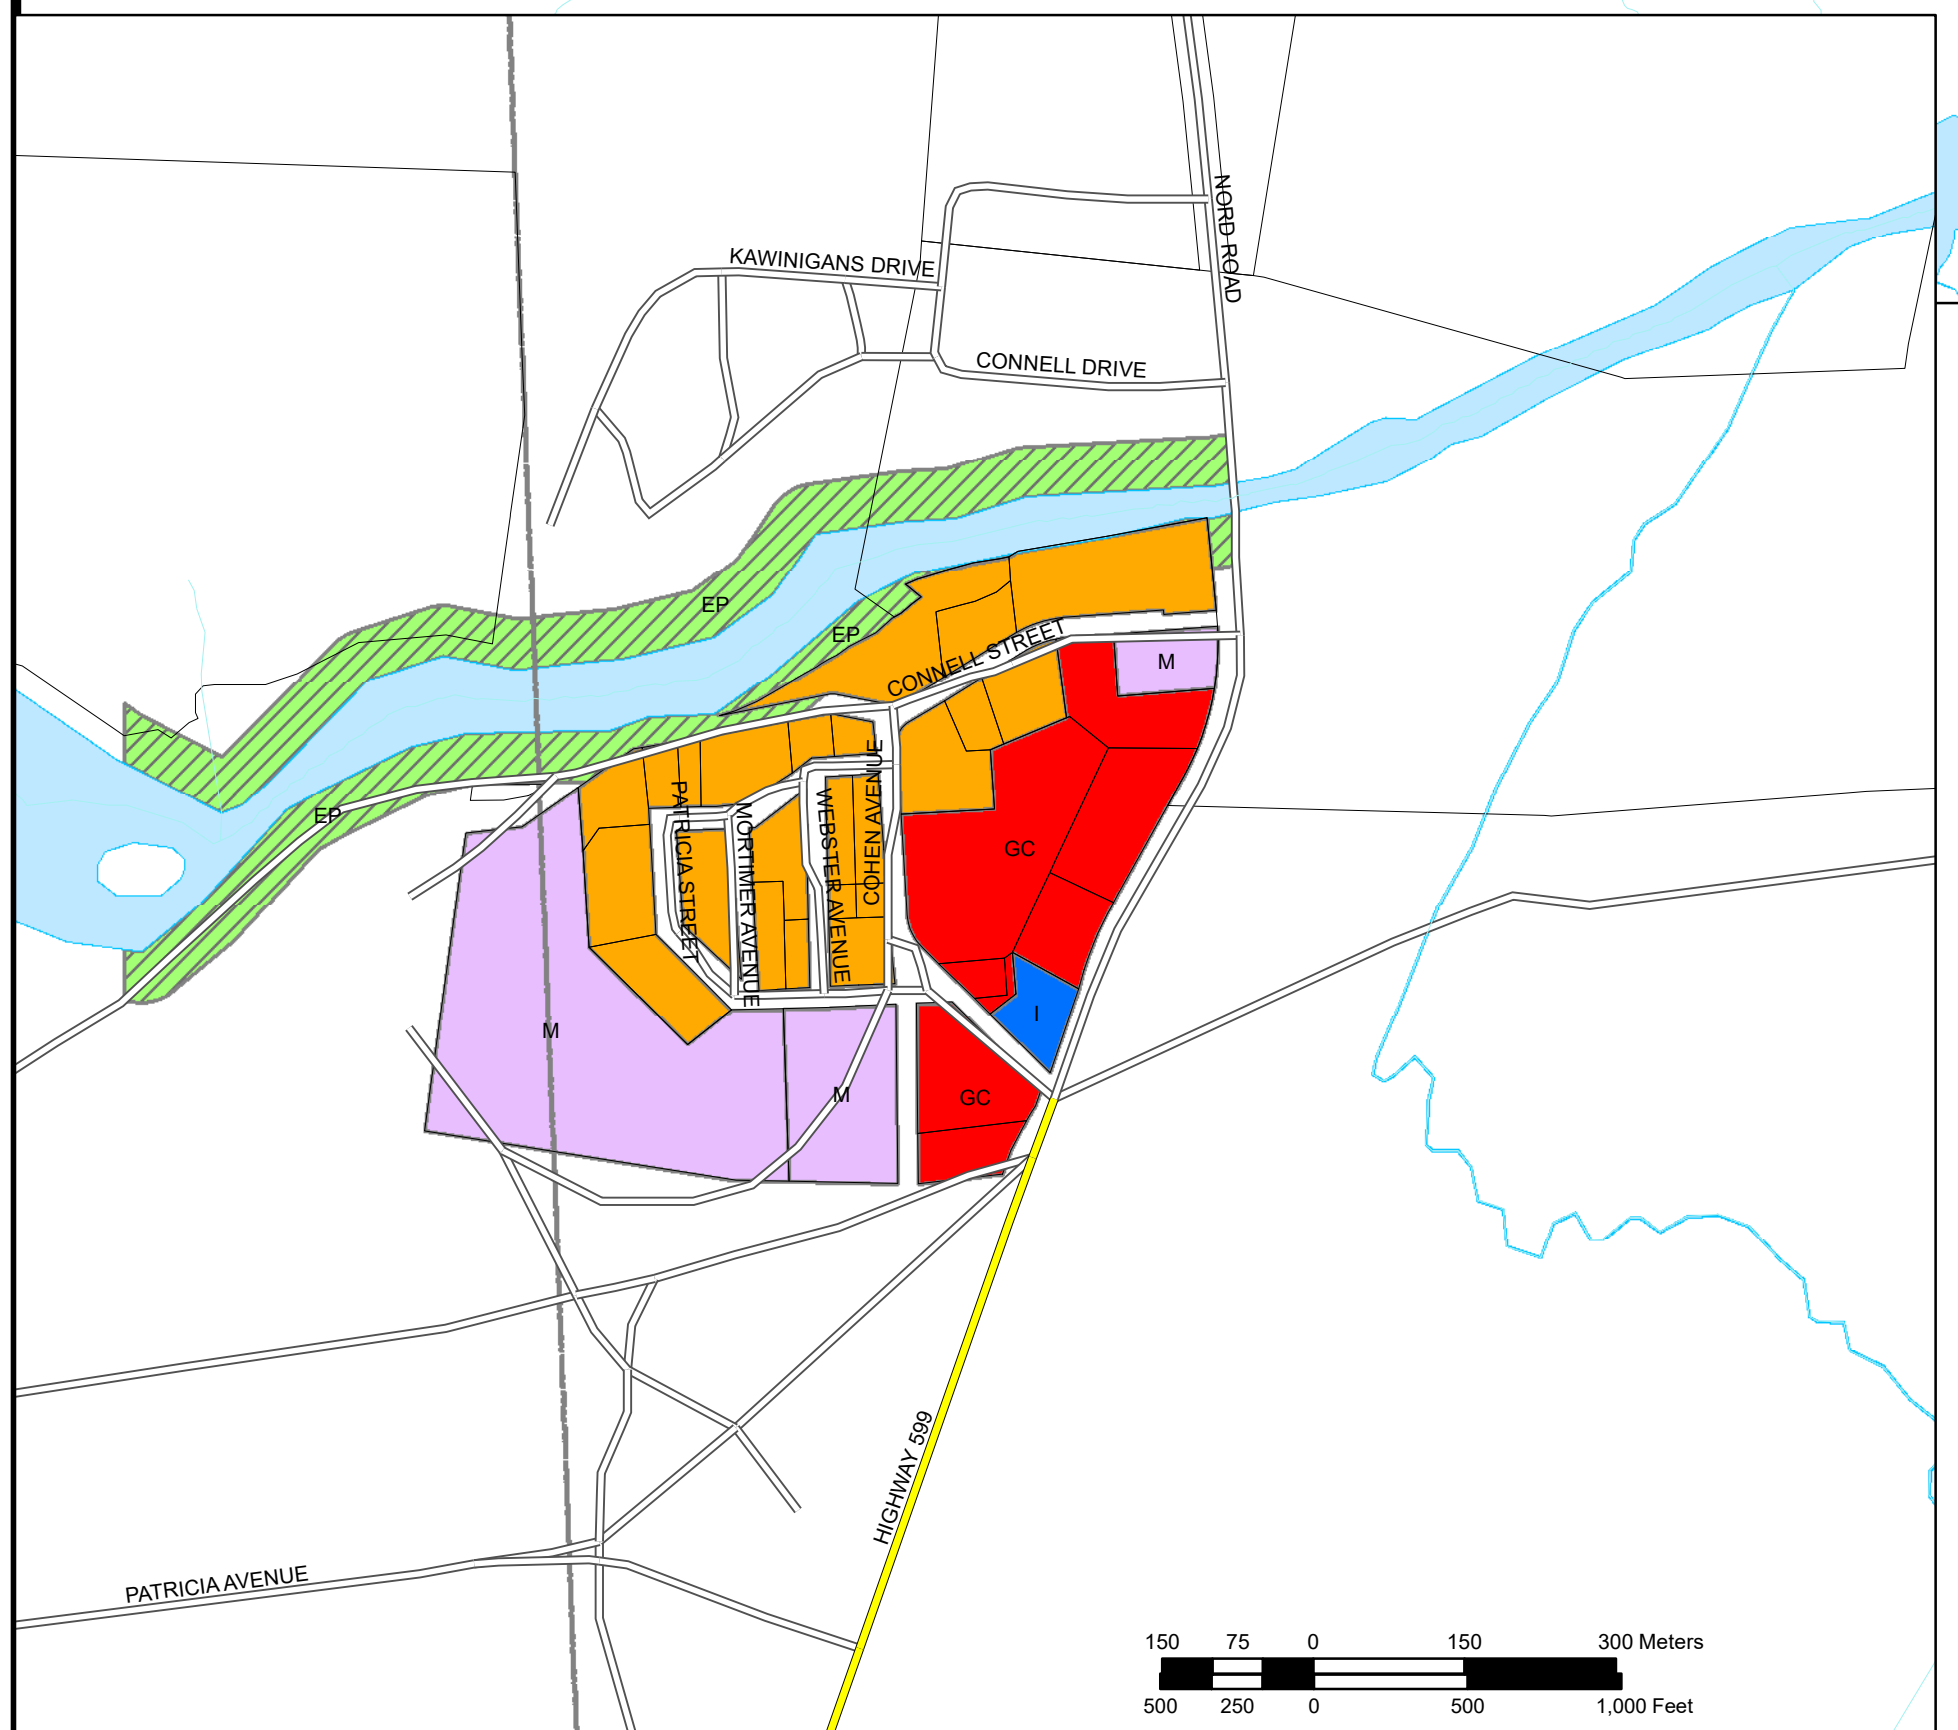 NORD ROAD
KAWINIGANS DRIVE
CONNELL DRIVE
EP
EP
CONNELL STREET
M
EP
PATRICIA STREET
MORTIMER AVENUE
WEBSTER AVENUE
COHEN AVENUE
GC
M
I
M
GC
HIGHWAY 599
PATRICIA AVENUE
150 75 0 150 300 Meters
500 250 0 500 1,000 Feet